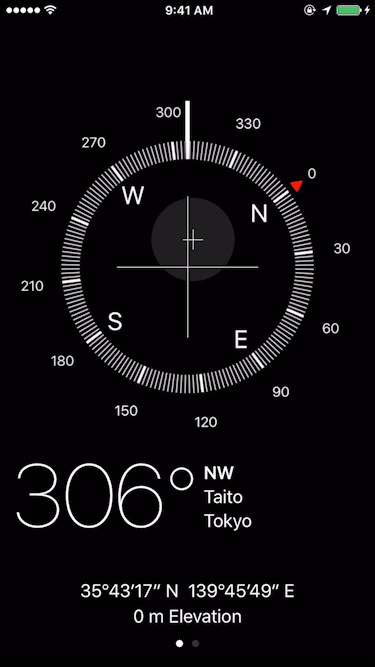 9:41 AM
300
330
270
0
W
N
240
30
210
60
S
E
180
90
150
120
306°
NW
Taito
Tokyo
35°43′17″ N 139°45′49″ E
0 m Elevation